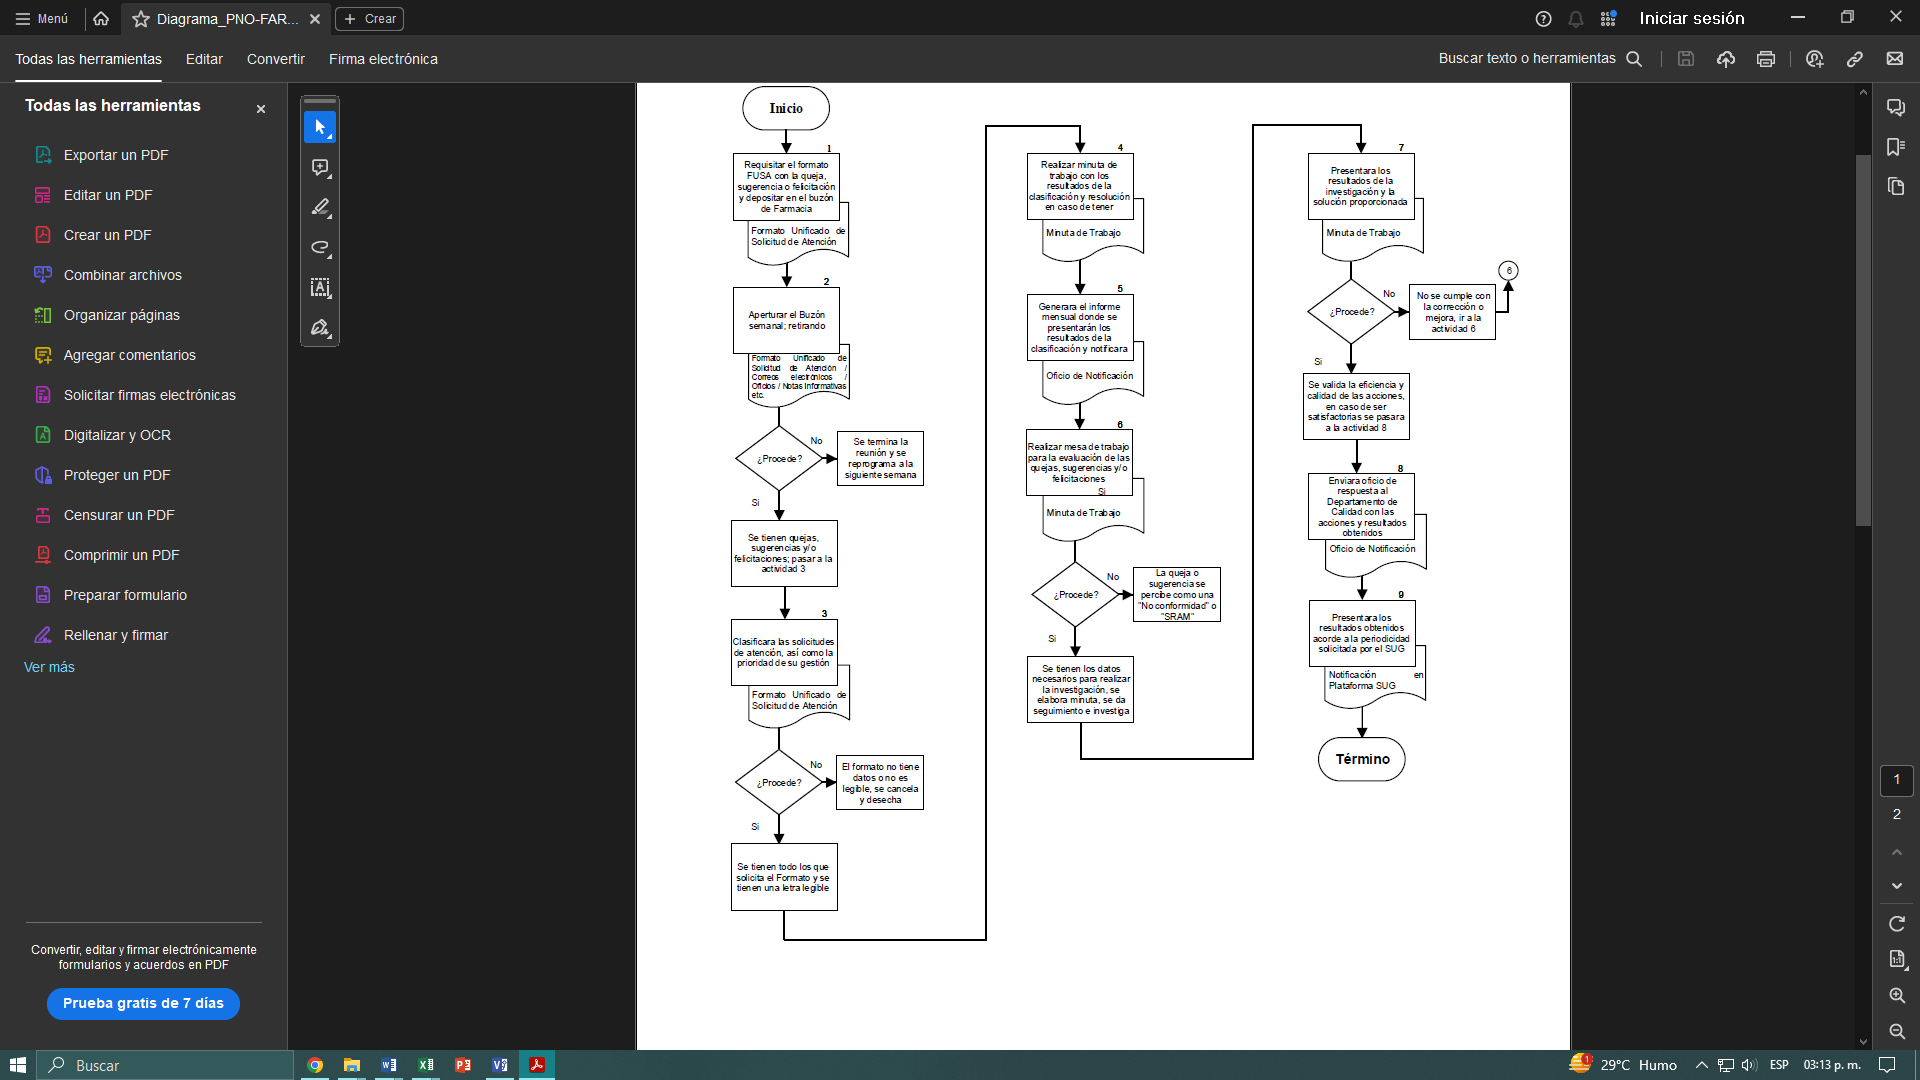 Menú
Diagrama_PNO-FAR...
Crear
Iniciar sesión
Todas las herramientas
Editar
Convertir
Firma electrónica
Buscar texto o herramientas
Todas las herramientas
Exportar un PDF
Editar un PDF
Crear un PDF
Combinar archivos
Organizar páginas
Agregar comentarios
Solicitar firmas electrónicas
Digitalizar y OCR
Proteger un PDF
Censurar un PDF
Comprimir un PDF
Preparar formulario
Rellenar y firmar
Ver más
Convertir, editar y firmar electrónicamente
formularios y acuerdos en PDF
Prueba gratis de 7 días
Inicio
1
Requisitar el formato
FUSA con la queja,
sugerencia o felicitación
y depositar en el buzón
de Farmacia
Formato Unificado de
Solicitud de Atención
2
Aperturar el Buzón
semanal; retirando
Formato Unificado de
Solicitud de Atención /
Correos electrónicos /
Oficios / Notas Informativas
etc.
¿Procede?
No
Se termina la
reunión y se
reprograma a la
siguiente semana
Si
Se tienen quejas,
sugerencias y/o
felicitaciones; pasar a la
actividad 3
3
Clasificara las solicitudes
de atención, así como la
prioridad de su gestión
Formato Unificado de
Solicitud de Atención
¿Procede?
No
El formato no tiene
datos o no es
legible, se cancela
y desecha
Si
Se tienen todo los que
solicita el Formato y se
tienen una letra legible
4
Realizar minuta de
trabajo con los
resultados de la
clasificación y resolución
en caso de tener
Minuta de Trabajo
5
Generara el informe
mensual donde se
presentarán los
resultados de la
clasificación y notificara
Oficio de Notificación
6
Realizar mesa de trabajo
para la evaluación de las
quejas, sugerencias y/o
felicitaciones
Si
Minuta de Trabajo
¿Procede?
No
La queja o
sugerencia se
percibe como una
"No conformidad" o
"SRAM"
Si
Se tienen los datos
necesarios para realizar
la investigación, se
elabora minuta, se da
seguimiento e investiga
7
Presentara los
resultados de la
investigación y la
solución proporcionada
Minuta de Trabajo
¿Procede?
No
No se cumple con
la corrección o
mejora, ir a la
actividad 6
6
Si
Se valida la eficiencia y
calidad de las acciones,
en caso de ser
satisfactorias se pasara
a la actividad 8
8
Enviara oficio de
respuesta al
Departamento de
Calidad con las
acciones y resultados
obtenidos
Oficio de Notificación
9
Presentara los
resultados obtenidos
acorde a la periodicidad
solicitada por el SUG
Notificación en
Plataforma SUG
Término
1
2
Buscar
29°C Humo
ESP
03:13 p. m.